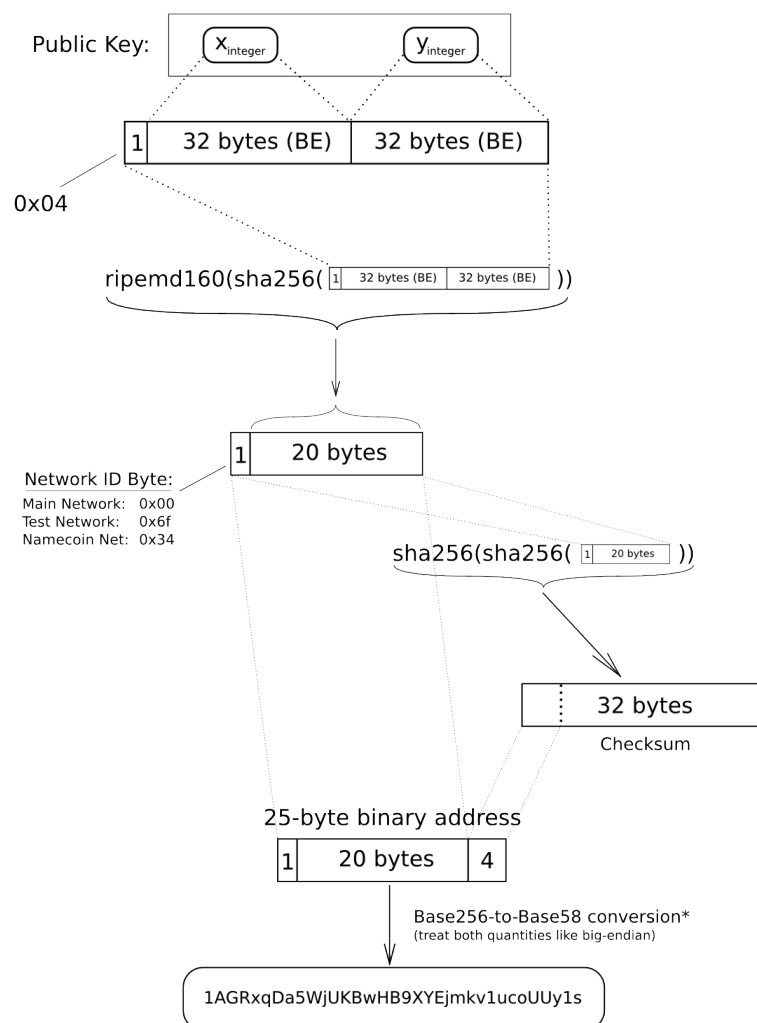 Public Key: x integer y integer
1 32 bytes (BE) 32 bytes (BE)
0x04
ripemd160(sha256( 1 32 bytes (BE) 32 bytes (BE) ))
1 20 bytes
Network ID Byte:
Main Network: 0x00
Test Network: 0x6f
Namecoin Net: 0x34
sha256(sha256( 1 20 bytes ))
32 bytes
Checksum
25-byte binary address
1 20 bytes 4
Base256-to-Base58 conversion*
(treat both quantities like big-endian)
1AGRxqDa5WjUKBwHB9XYEjmkv1ucoUUy1s